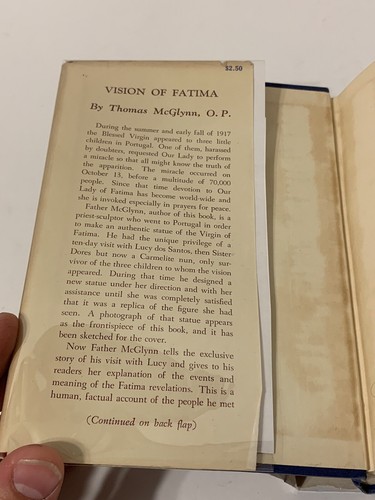 $2.50
VISION OF FATIMA
By Thomas McGlynn, O. P.
During the summer and early fall of 1917
the Blessed Virgin appeared to three little
children in Portugal. One of them, harassed
by doubters, requested Our Lady to perform
a miracle so that all might know the truth of
the apparition. The miracle occurred on
October 13, before a multitude of 70,000
people. Since that time devotion to Our
Lady of Fatima has become world-wide and
she is invoked especially in prayers for peace.
Father McGlynn, author of this book, is a
priest-sculptor who went to Portugal in order
to make an authentic statue of the Virgin of
Fatima. He had the unique privilege of a
ten-day visit with Lucy dos Santos, then Sister
Dores but now a Carmelite nun, only sur-
vivor of the three children to whom the vision
appeared. During that time he designed a
new statue under her direction and with her
assistance until she was completely satisfied
that it was a replica of the figure she had
seen. A photograph of that statue appears
as the frontispiece of this book, and it has
been sketched for the cover.
Now Father McGlynn tells the exclusive
story of his visit with Lucy and gives to his
readers her explanation of the events and
meaning of the Fatima revelations. This is a
human, factual account of the people he met
(Continued on back flap)